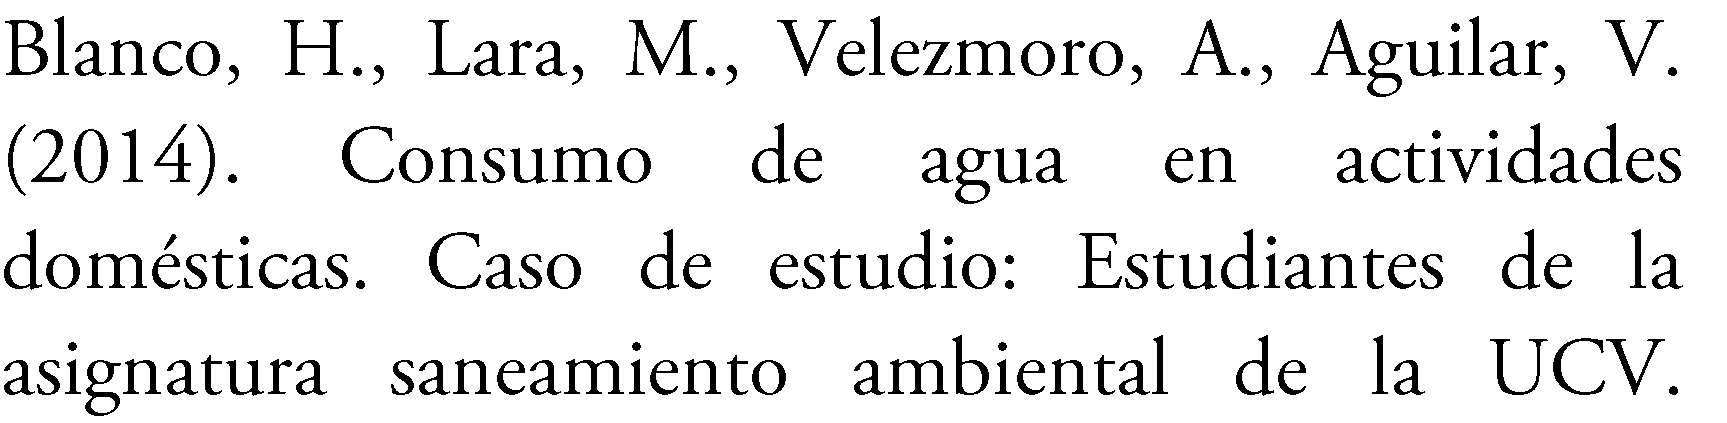 Blanco, H., Lara, M., Velezmoro, A., Aguilar, V.
(2014). Consumo de agua en actividades
domésticas. Caso de estudio: Estudiantes de la
asignatura saneamiento ambiental de la UCV.